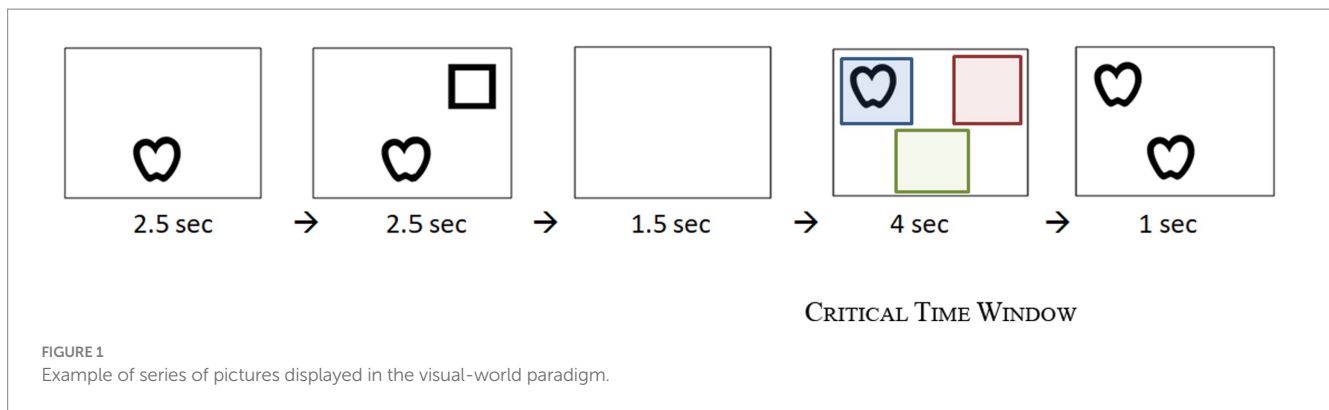 2.5 sec → 2.5 sec → 1.5 sec → 4 sec → 1 sec
CRITICAL TIME WINDOW
FIGURE 1
Example of series of pictures displayed in the visual-world paradigm.